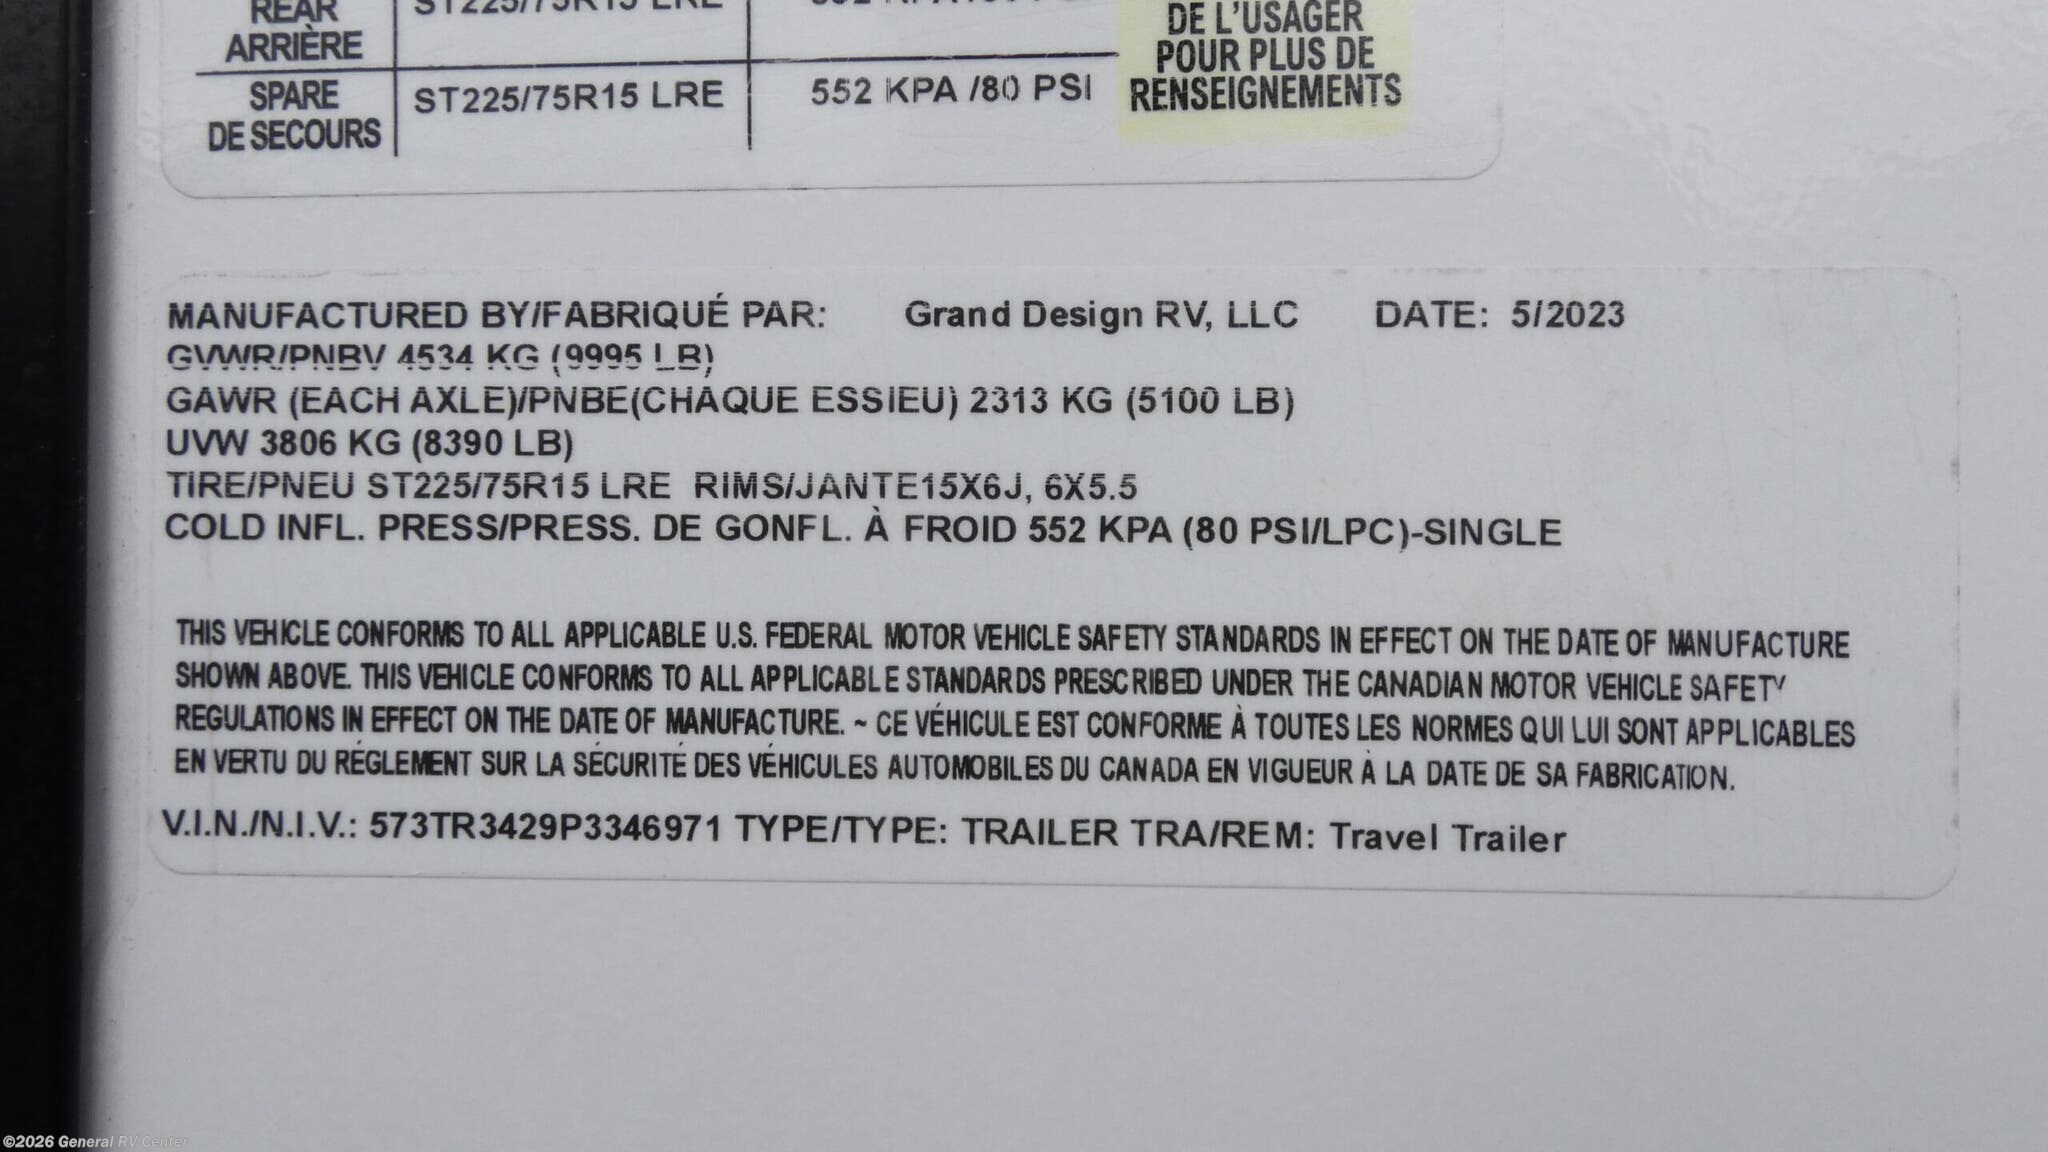 REAR
ST225/75R15 LRE
DE L'USAGER
ARRIÈRE
POUR PLUS DE
SPARE
ST225/75R15 LRE
552 KPA /80 PSI
RENSEIGNEMENTS
DE SECOURS
MANUFACTURED BY/FABRIQUÉ PAR: Grand Design RV, LLC DATE: 5/2023
GVWR/PNBV 4534 KG (9995 LB)
GAWR (EACH AXLE)/PNBE(CHAQUE ESSIEU) 2313 KG (5100 LB)
UVW 3806 KG (8390 LB)
TIRE/PNEU ST225/75R15 LRE RIMS/JANTE15X6J, 6X5.5
COLD INFL. PRESS/PRESS. DE GONFL. À FROID 552 KPA (80 PSI/LPC)-SINGLE
THIS VEHICLE CONFORMS TO ALL APPLICABLE U.S. FEDERAL MOTOR VEHICLE SAFETY STANDARDS IN EFFECT ON THE DATE OF MANUFACTURE
SHOWN ABOVE. THIS VEHICLE CONFORMS TO ALL APPLICABLE STANDARDS PRESCRIBED UNDER THE CANADIAN MOTOR VEHICLE SAFETY
REGULATIONS IN EFFECT ON THE DATE OF MANUFACTURE. ~ CE VÉHICULE EST CONFORME À TOUTES LES NORMES QUI LUI SONT APPLICABLES
EN VERTU DU RÉGLEMENT SUR LA SÉCURITÉ DES VÉHICULES AUTOMOBILES DU CANADA EN VIGUEUR À LA DATE DE SA FABRICATION.
V.I.N./N.I.V.: 573TR3429P3346971 TYPE/TYPE: TRAILER TRA/REM: Travel Trailer
©2026 General RV Center